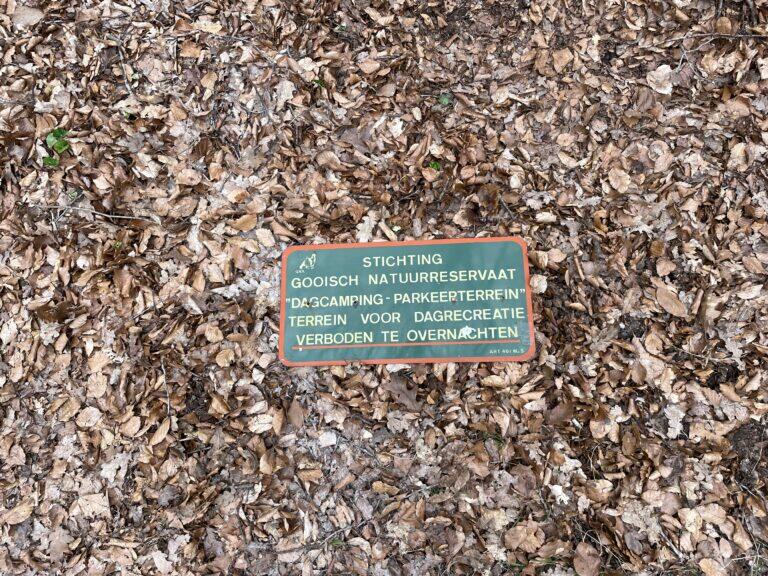 STICHTING
GOOISCH NATUURRESERVAAT
"DAGCAMPING - PARKEERTERREIN"
TERREIN VOOR DAGRECREATIE
VERBODEN TE OVERNACHTEN